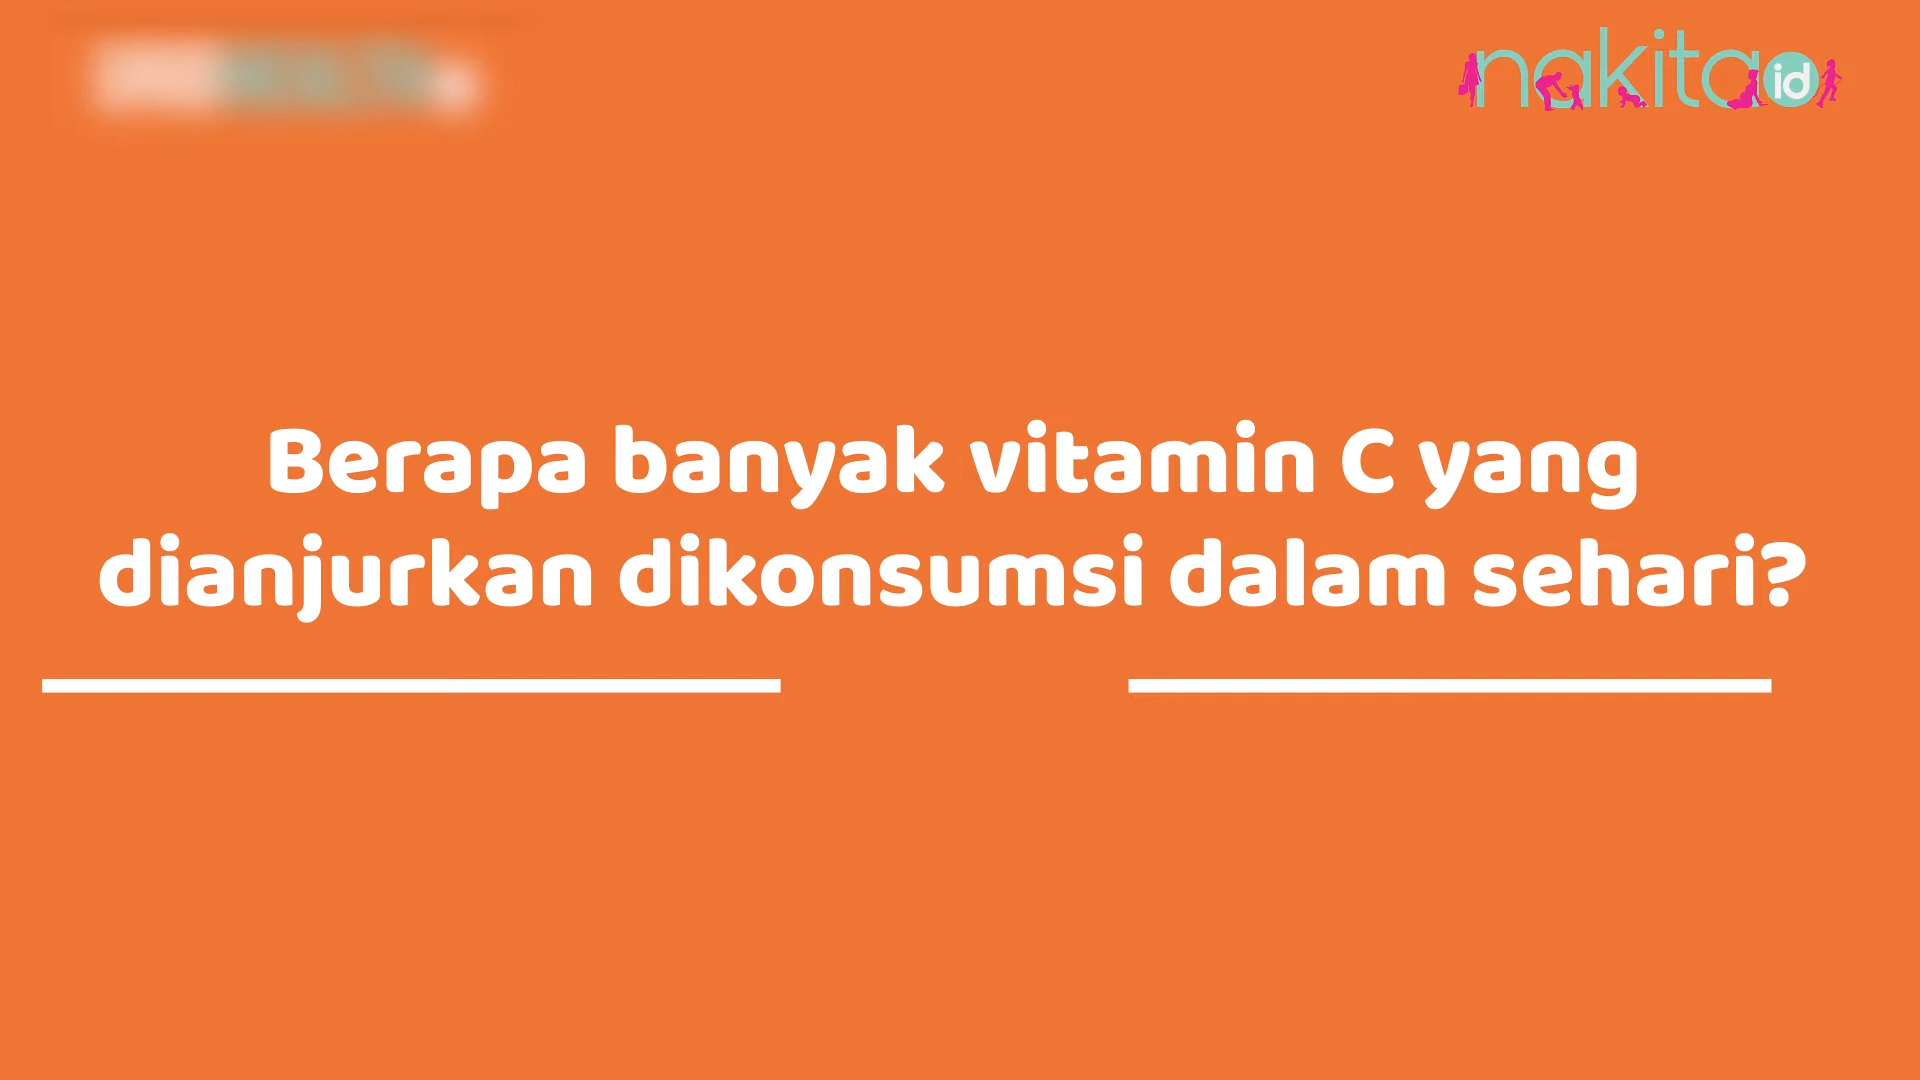 nakita id
Berapa banyak vitamin C yang
dianjurkan dikonsumsi dalam sehari?